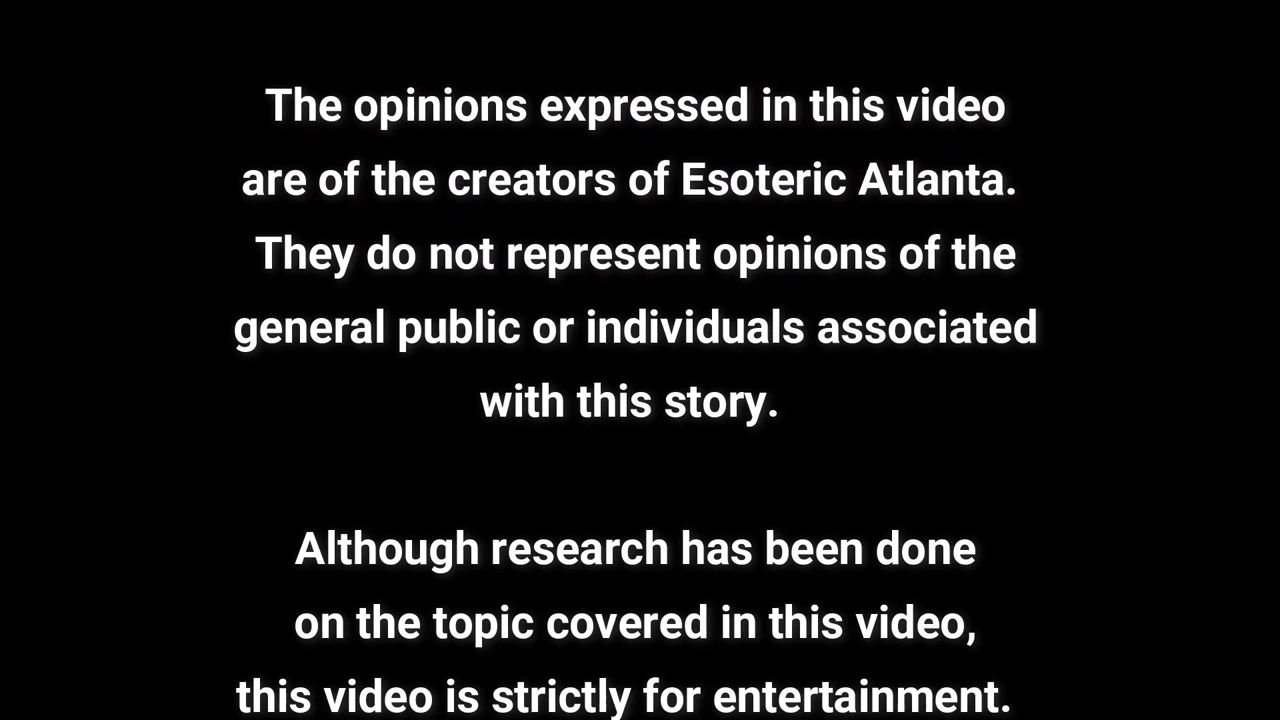 The opinions expressed in this video
are of the creators of Esoteric Atlanta.
They do not represent opinions of the
general public or individuals associated
with this story.
Although research has been done
on the topic covered in this video,
this video is strictly for entertainment.